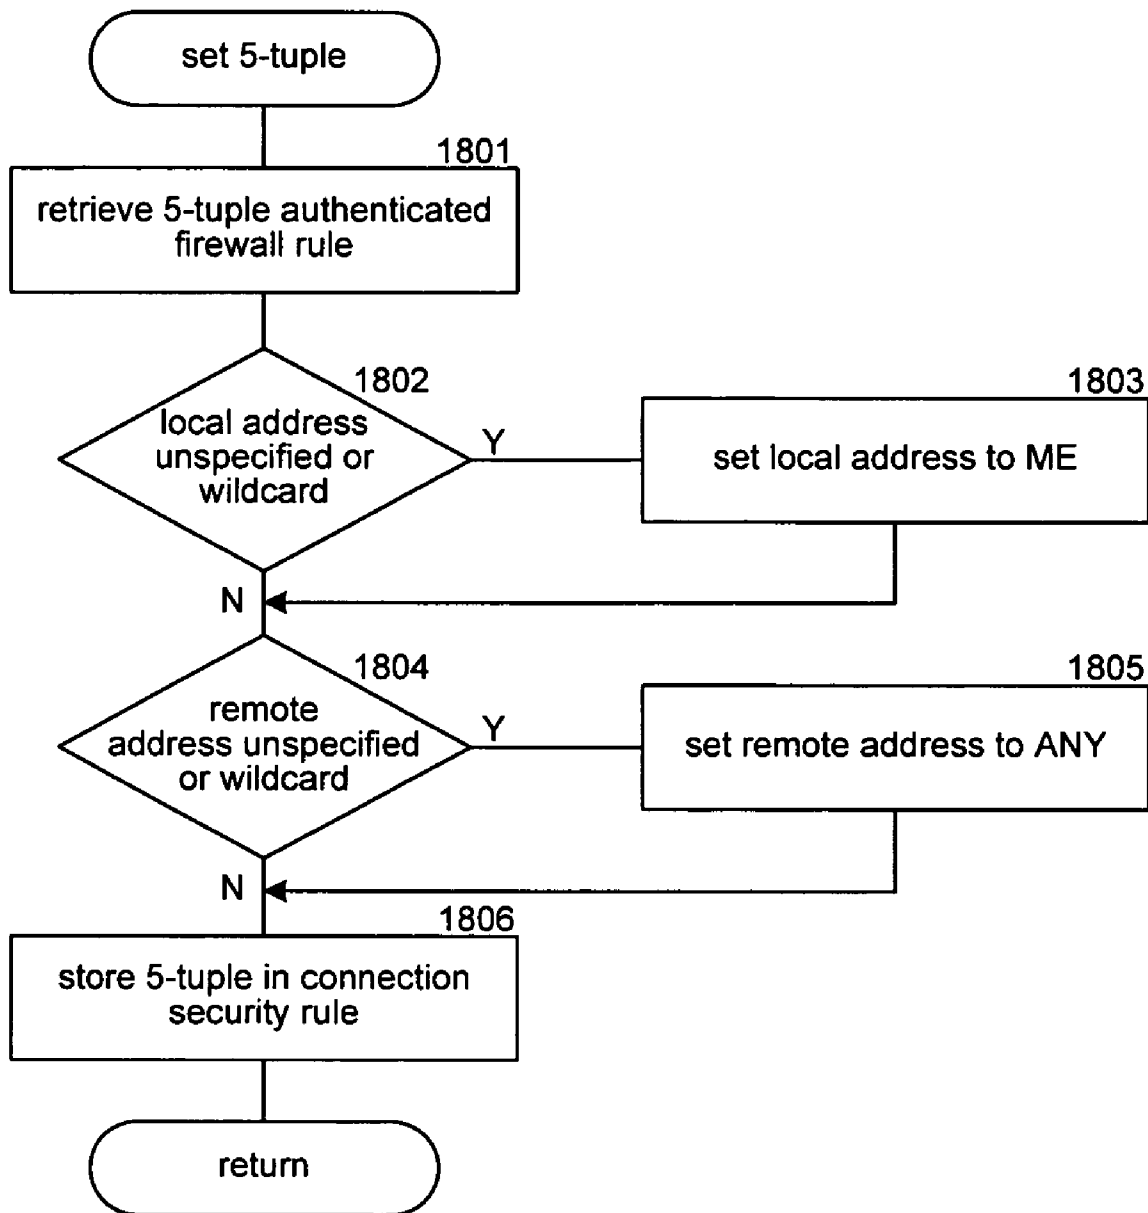 set 5-tuple
1801
retrieve 5-tuple authenticated
firewall rule
1802
local address
unspecified or
wildcard
Y
1803
set local address to ME
N
1804
remote
address unspecified
or wildcard
Y
1805
set remote address to ANY
N
1806
store 5-tuple in connection
security rule
return